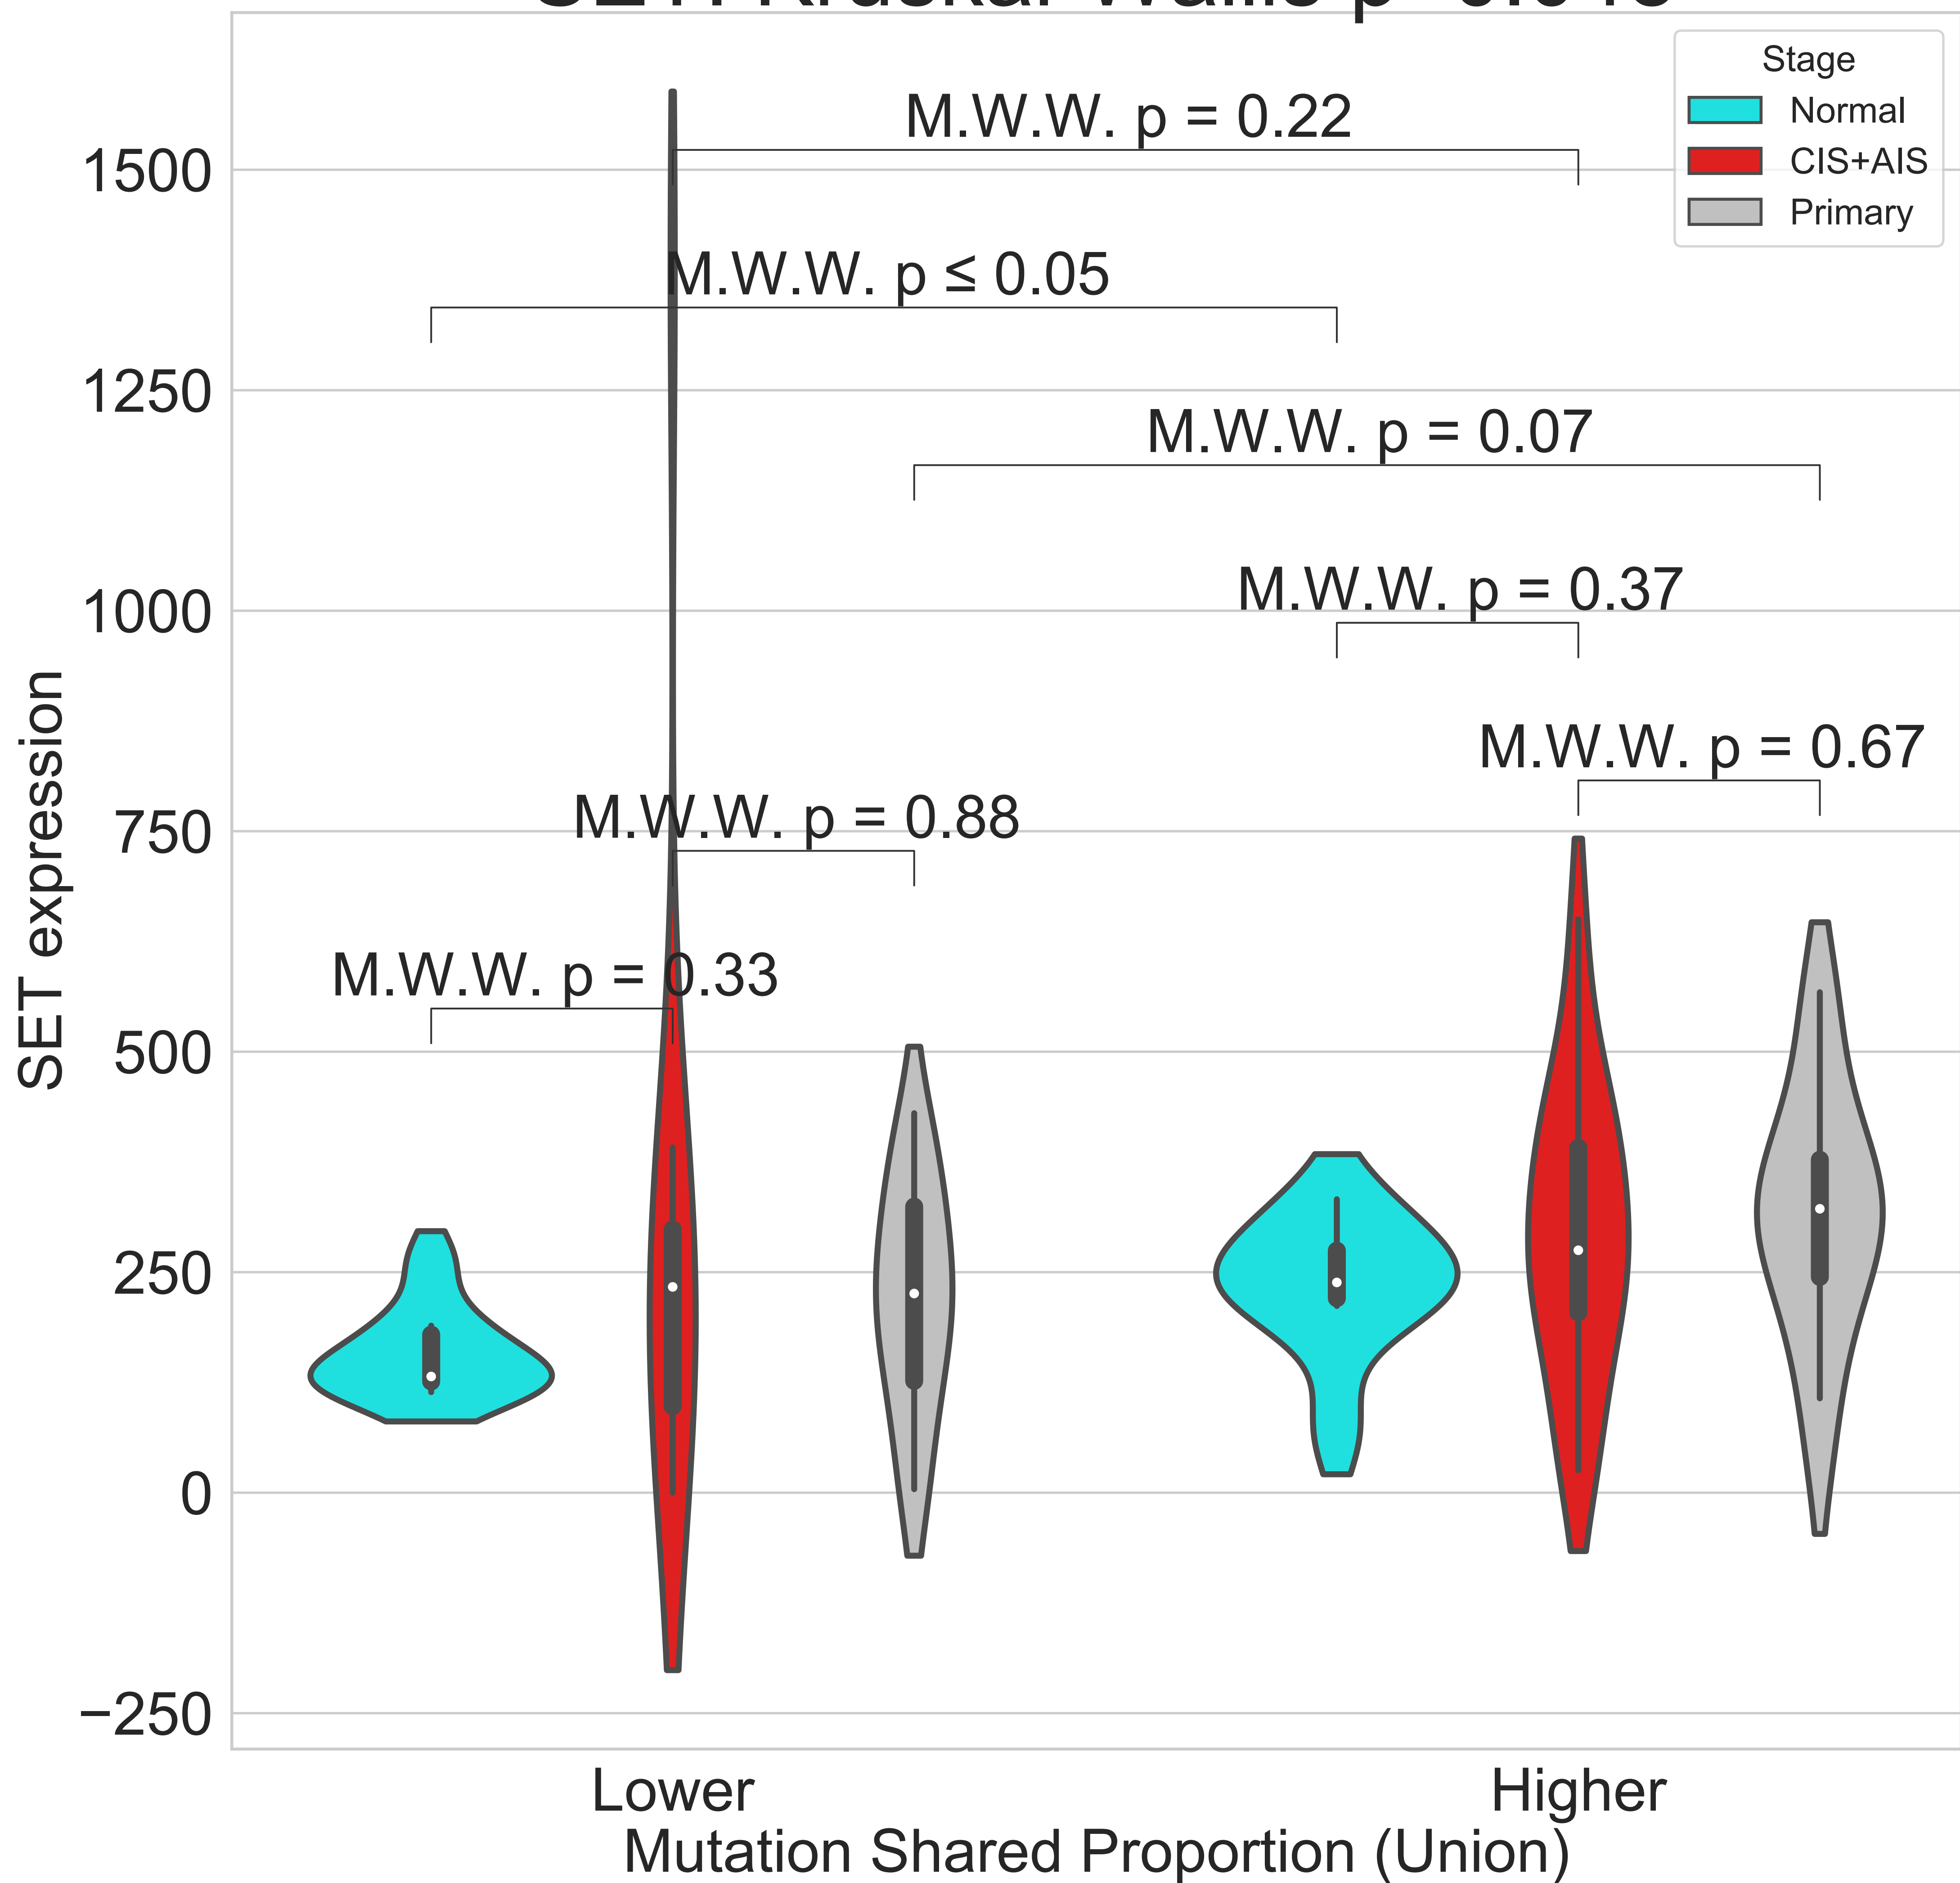 Stage
Normal
CIS+AIS
Primary
M.W.W. p = 0.22
M.W.W. p ≤ 0.05
M.W.W. p = 0.07
M.W.W. p = 0.37
M.W.W. p = 0.67
M.W.W. p = 0.88
M.W.W. p = 0.33
1500
1250
1000
750
500
250
0
−250
SET expression
Lower
Higher
Mutation Shared Proportion (Union)